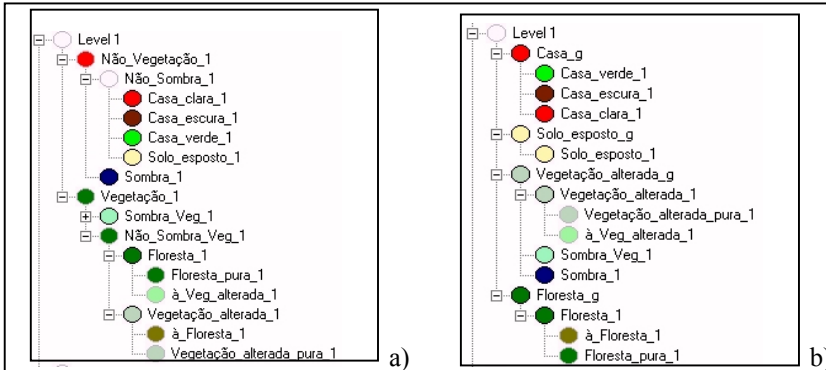 Level 1
Não_Vegetação_1
Não_Sombra_1
Casa_clara_1
Casa_escura_1
Casa_verde_1
Solo_esposto_1
Sombra_1
Vegetação_1
Sombra_Veg_1
Não_Sombra_Veg_1
Floresta_1
Floresta_pura_1
à_Veg_alterada_1
Vegetação_alterada_1
à_Floresta_1
Vegetação_alterada_pura_1
a)
Level 1
Casa_g
Casa_verde_1
Casa_escura_1
Casa_clara_1
Solo_esposto_g
Solo_esposto_1
Vegetação_alterada_g
Vegetação_alterada_1
Vegetação_alterada_pura_1
à_Veg_alterada_1
Sombra_Veg_1
Sombra_1
Floresta_g
Floresta_1
à_Floresta_1
Floresta_pura_1
b)